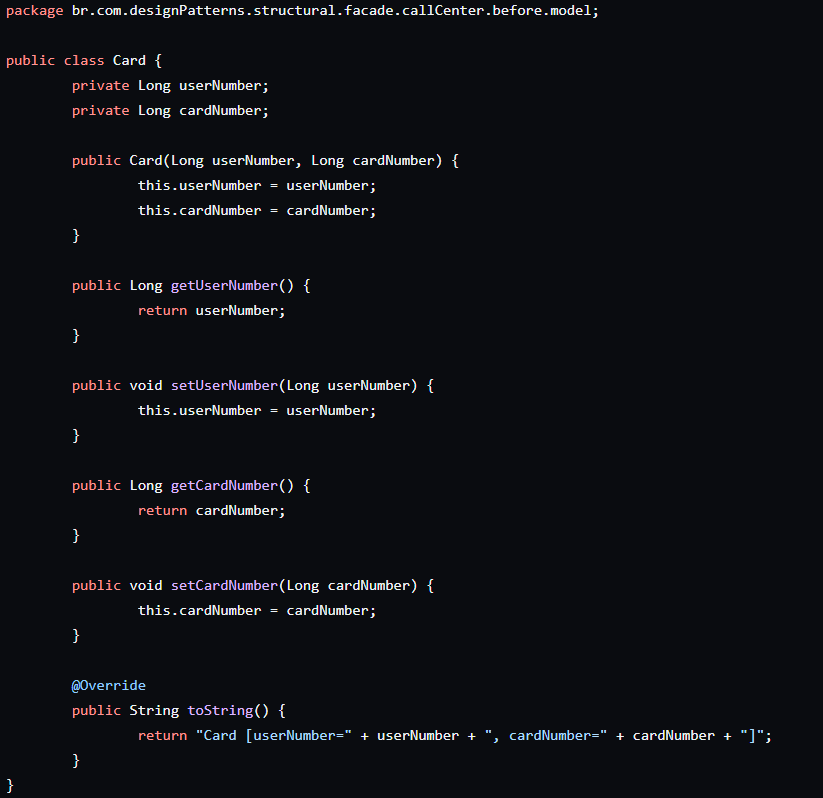 package br.com.designPatterns.structural.facade.callCenter.before.model;
public class Card {
private Long userNumber;
private Long cardNumber;
public Card(Long userNumber, Long cardNumber) {
this.userNumber = userNumber;
this.cardNumber = cardNumber;
}
public Long getUserNumber() {
return userNumber;
}
public void setUserNumber(Long userNumber) {
this.userNumber = userNumber;
}
public Long getCardNumber() {
return cardNumber;
}
public void setCardNumber(Long cardNumber) {
this.cardNumber = cardNumber;
}
@Override
public String toString() {
return "Card [userNumber=" + userNumber + ", cardNumber=" + cardNumber + "]";
}
}